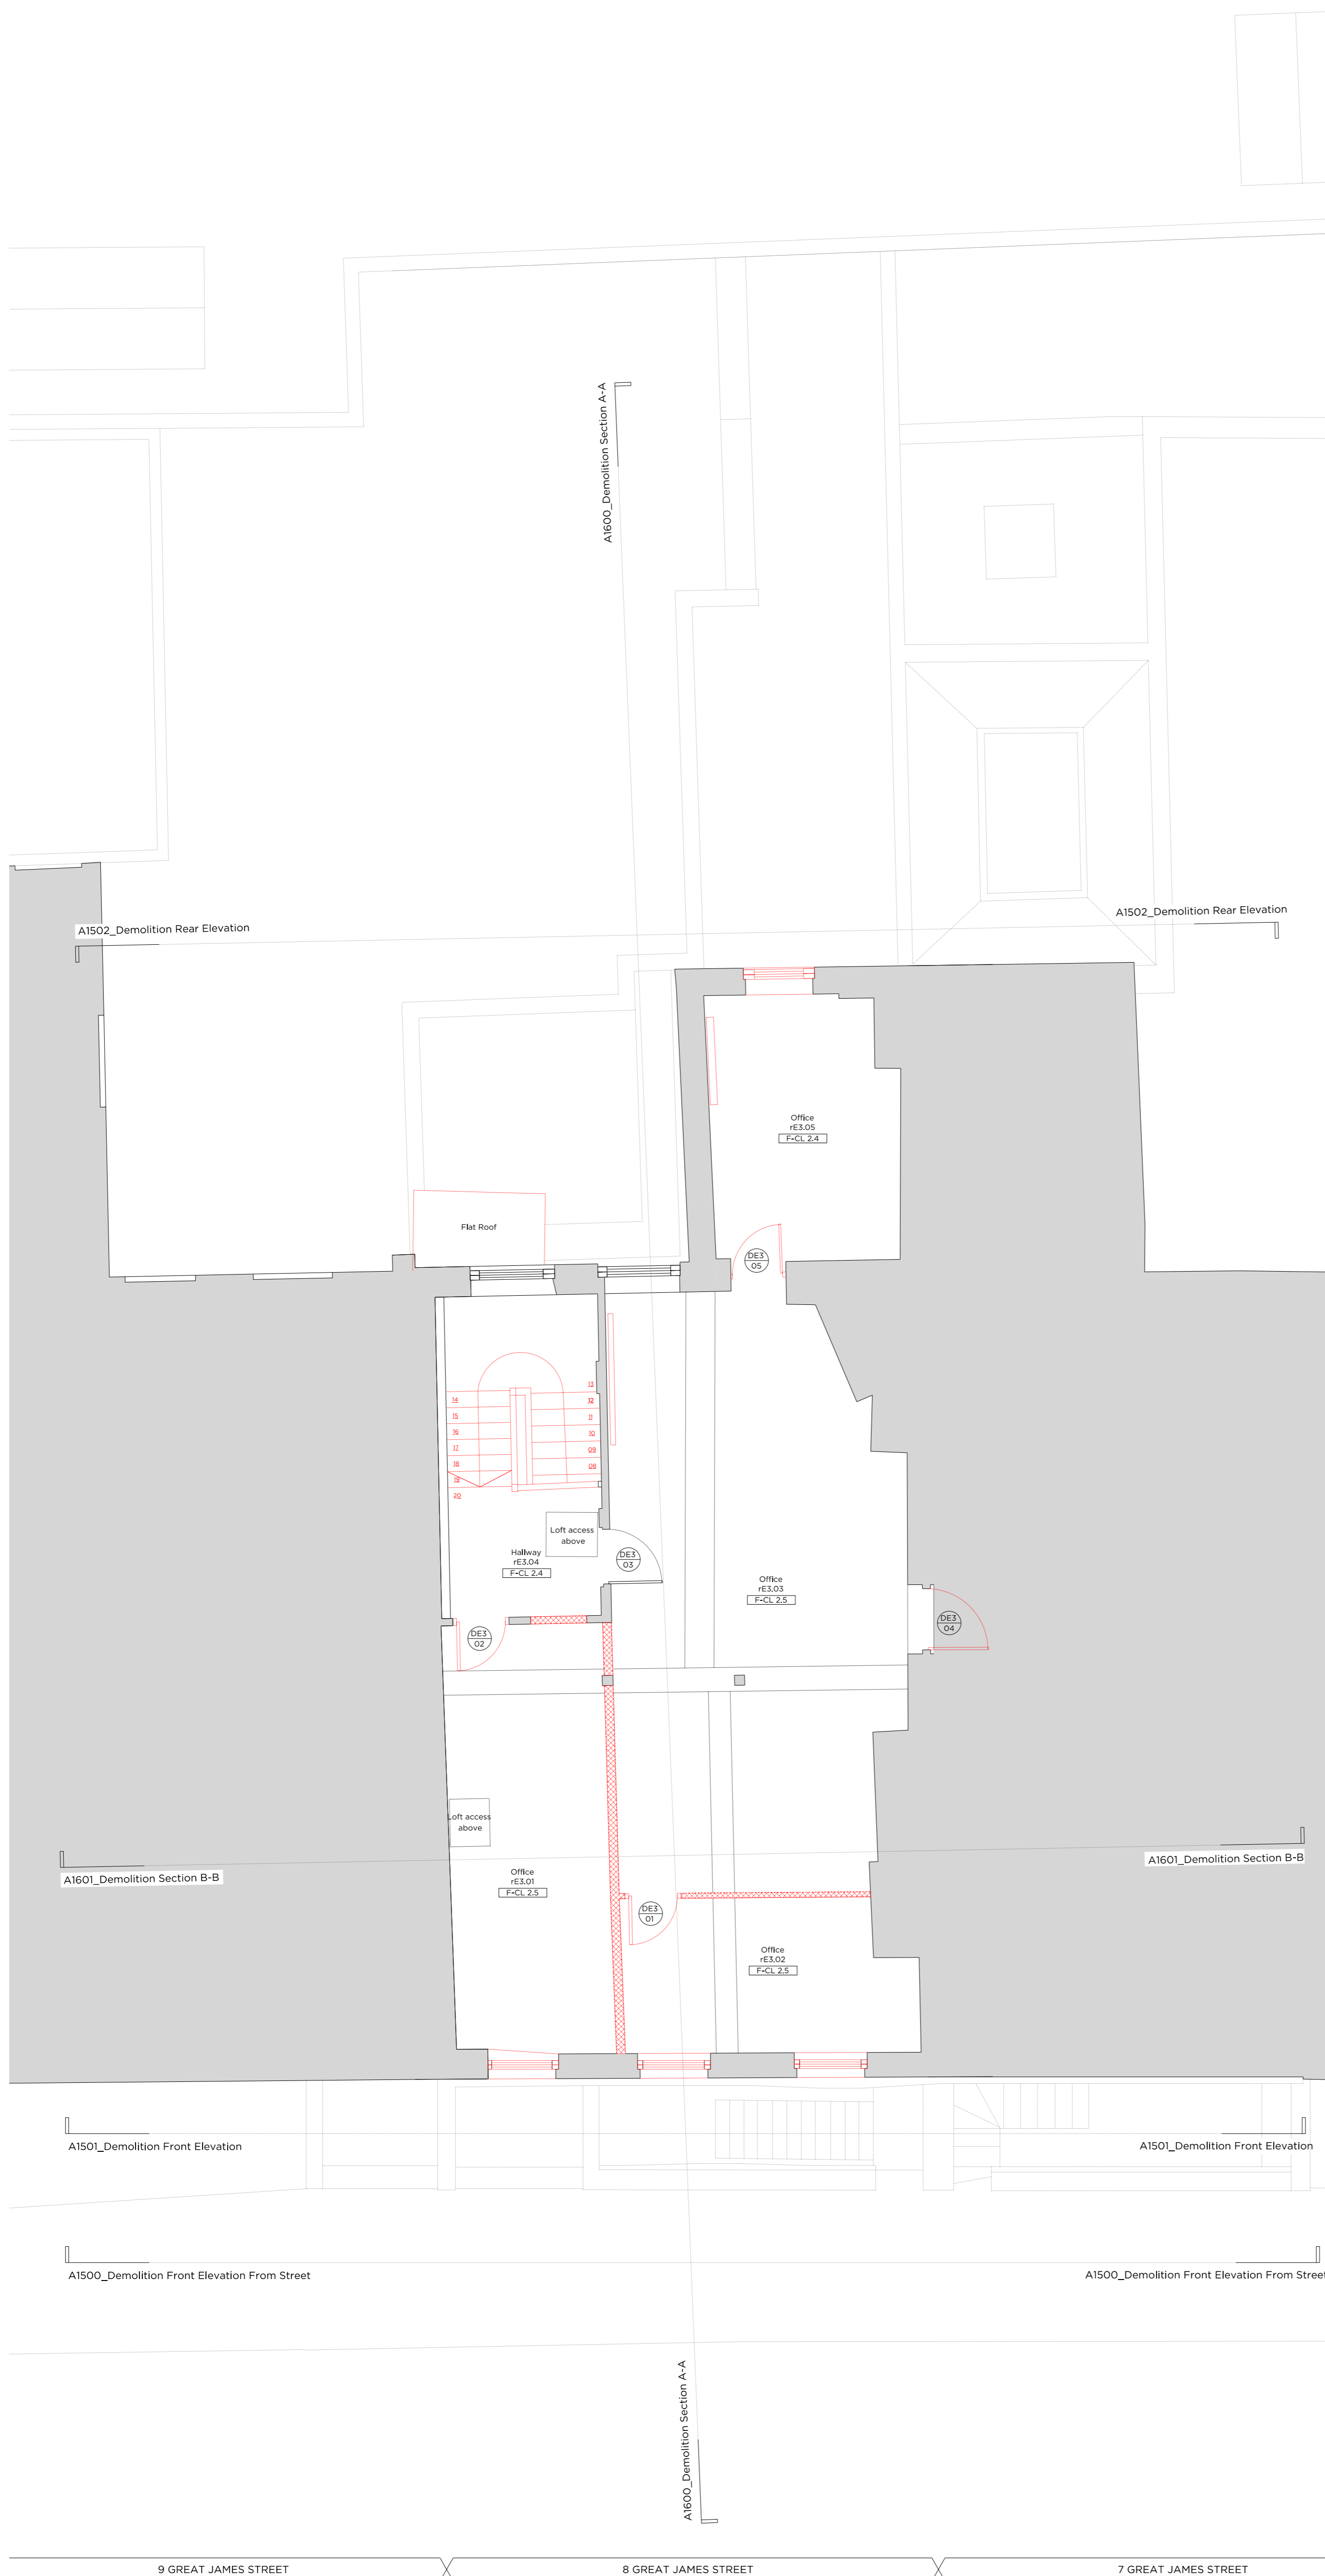 A1600_Demolition Section A-A
A1502_Demolition Rear Elevation
A1502_Demolition Rear Elevation
Office
rE3.05
F-CL 2.4
Flat Roof
DE3
05
13
14
12
15
11
16
10
17
09
18
08
19
20
Loft access
above
Hallway
rE3.04
F-CL 2.4
DE3
03
Office
rE3.03
F-CL 2.5
DE3
04
DE3
02
Loft access
above
A1601_Demolition Section B-B
A1601_Demolition Section B-B
Office
rE3.01
F-CL 2.5
DE3
01
Office
rE3.02
F-CL 2.5
A1501_Demolition Front Elevation
A1501_Demolition Front Elevation
A1500_Demolition Front Elevation From Street
A1500_Demolition Front Elevation From Street
A1600_Demolition Section A-A
9 GREAT JAMES STREET
8 GREAT JAMES STREET
7 GREAT JAMES STREET